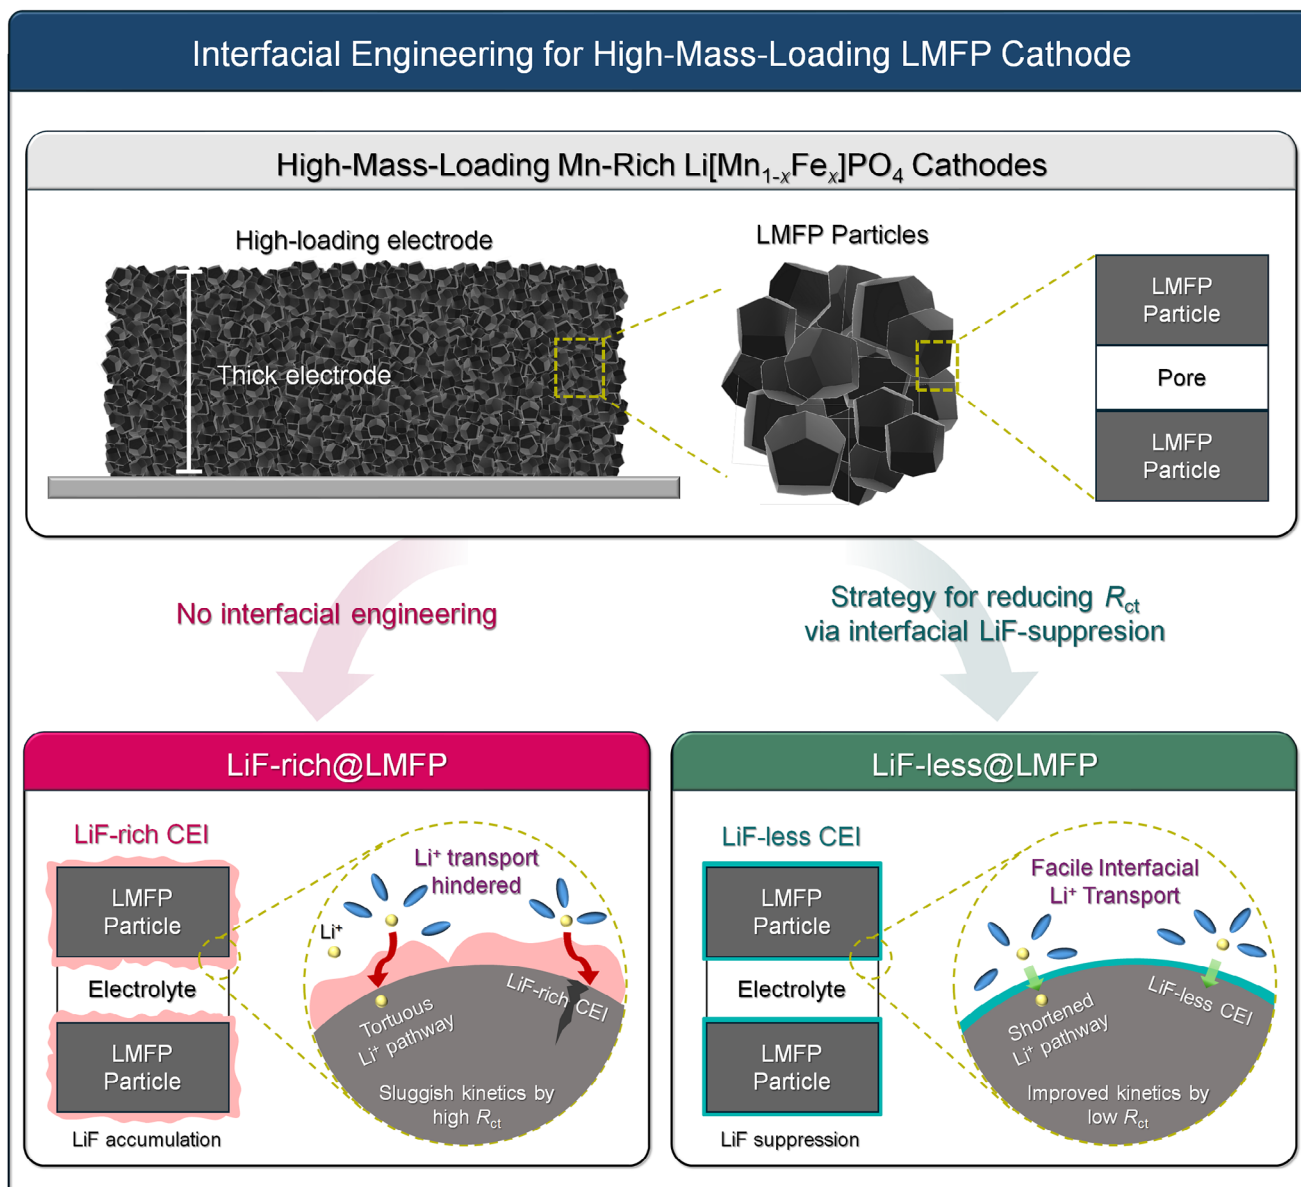 Interfacial Engineering for High-Mass-Loading LMFP Cathode
High-Mass-Loading Mn-Rich Li[Mn₁₋ₓFeₓ]PO₄ Cathodes
High-loading electrode
Thick electrode
LMFP Particles
LMFP
Particle
Pore
LMFP
Particle
No interfacial engineering
Strategy for reducing Rct
via interfacial LiF-suppresion
LiF-rich@LMFP
LiF-rich CEI
LMFP
Particle
Electrolyte
LMFP
Particle
LiF accumulation
Li⁺ transport
hindered
Li⁺
LiF-rich CEI
Tortuous
Li⁺ pathway
Sluggish kinetics by
high Rct
LiF-less@LMFP
LiF-less CEI
LMFP
Particle
Electrolyte
LMFP
Particle
LiF suppression
Facile Interfacial
Li⁺ Transport
LiF-less CEI
Shortened
Li⁺ pathway
Improved kinetics by
low Rct